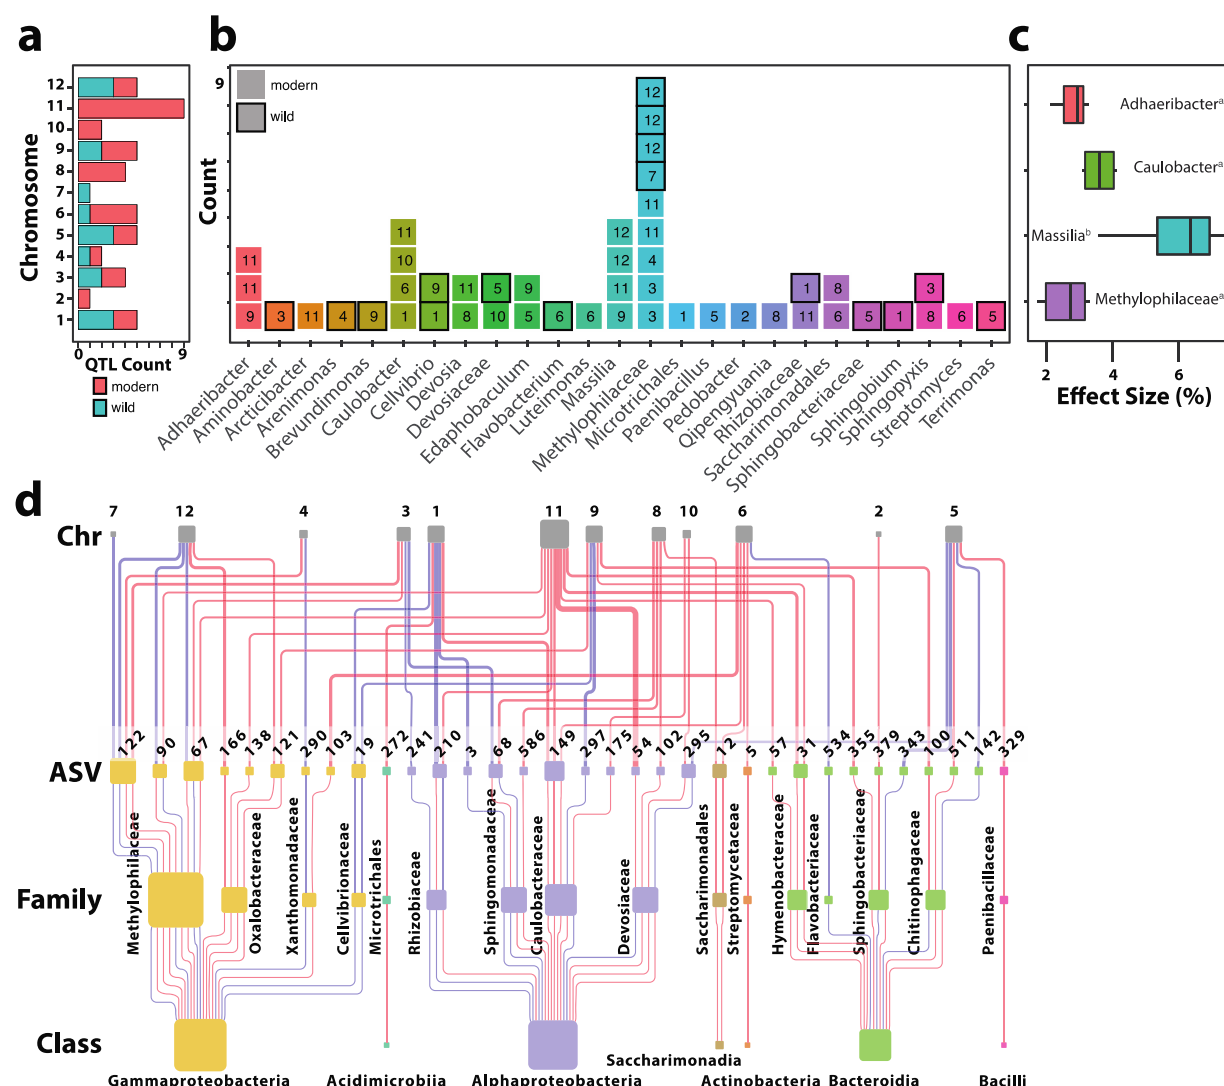 a
Chromosome
12
11
10
9
8
7
6
5
4
3
2
1
0
9
QTL Count
modern
wild
b
Count
9
modern
wild
12
12
12
7
11
11 12 11
11 10 12 4
11 6 9 11 5 9 11 3 1 8 3
9 3 11 4 9 1 1 8 10 5 6 6 9 3 1 5 2 8 11 6 5 1 8 6 5
Adhaeribacter
Aminobacter
Arcticibacter
Arenimonas
Brevundimonas
Caulobacter
Cellvibrio
Devosia
Devosiaceae
Edaphobaculum
Flavobacterium
Luteimonas
Massilia
Methylophilaceae
Microtrichales
Paenibacillus
Pedobacter
Qipengyuania
Rhizobiaceae
Saccharimonadales
Sphingobacteriaceae
Sphingobium
Sphingopyxis
Streptomyces
Terrimonas
c
Adhaeribacterᵃ
Caulobacterᵃ
Massiliaᵇ
Methylophilaceaeᵃ
2 4 6
Effect Size (%)
d
Chr
7 12 4 3 1 11 9 8 10 6 2 5
ASV
122 90 67 166 138 121 290 103 19 272 241 210 3 68 586 149 297 175 54 102 295 12 5 57 31 534 355 379 343 100 511 142 329
Family
Methylophilaceae
Oxalobacteraceae
Xanthomonadaceae
Cellvibrionaceae
Microtrichales
Rhizobiaceae
Sphingomonadaceae
Caulobacteraceae
Devosiaceae
Saccharimonadales
Streptomycetaceae
Hymenobacteraceae
Flavobacteriaceae
Sphingobacteriaceae
Chitinophagaceae
Paenibacillaceae
Class
Saccharimonadia
Gammaproteobacteria Acidimicrobiia Alphaproteobacteria Actinobacteria Bacteroidia Bacilli